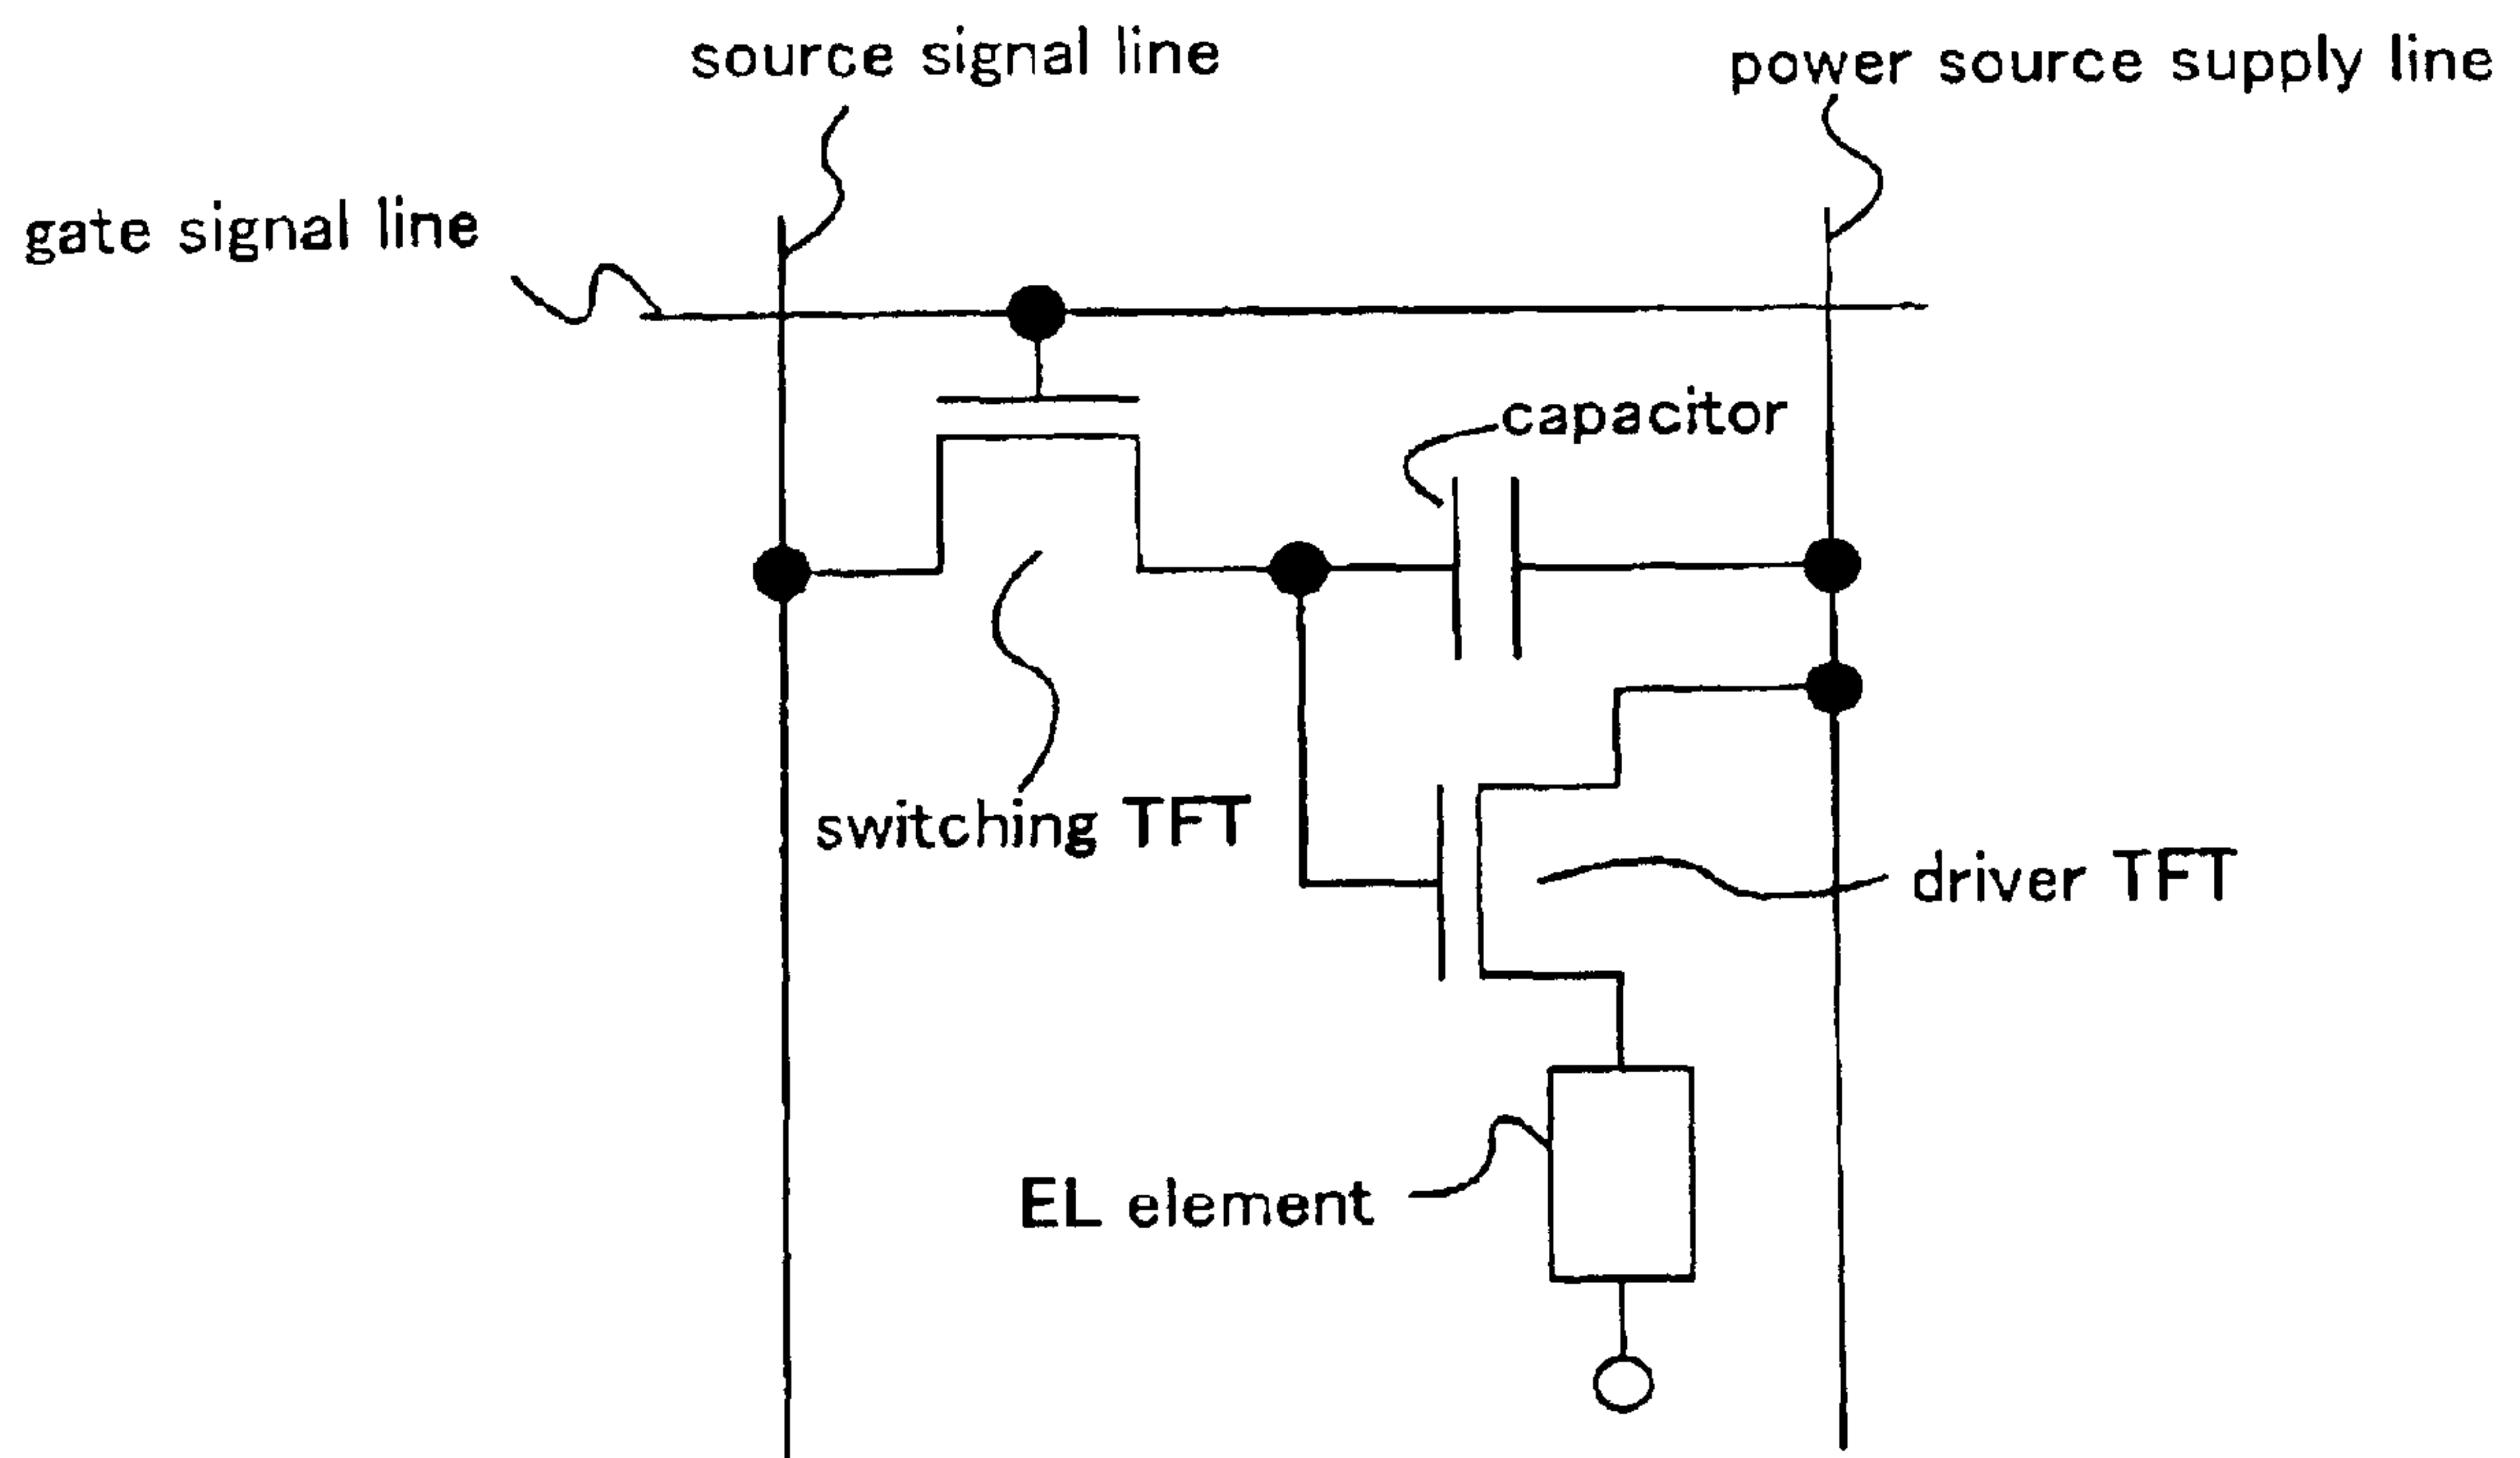 source signal line
power source supply line
gate signal line
capacitor
switching TFT
driver TFT
EL element